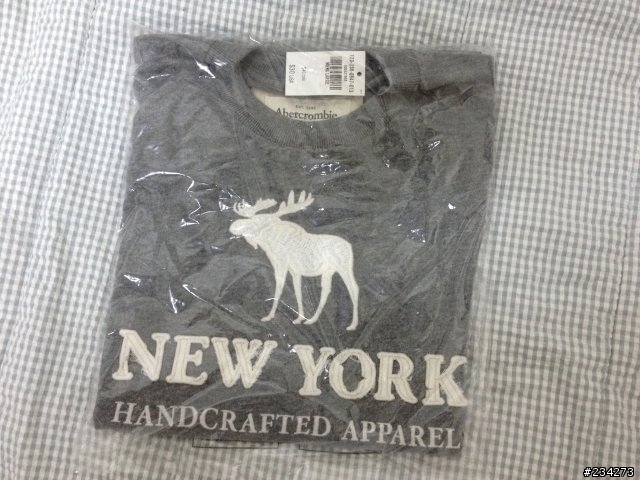 Abercrombie
NEW YORK
HANDCRAFTED APPAREL
#234273